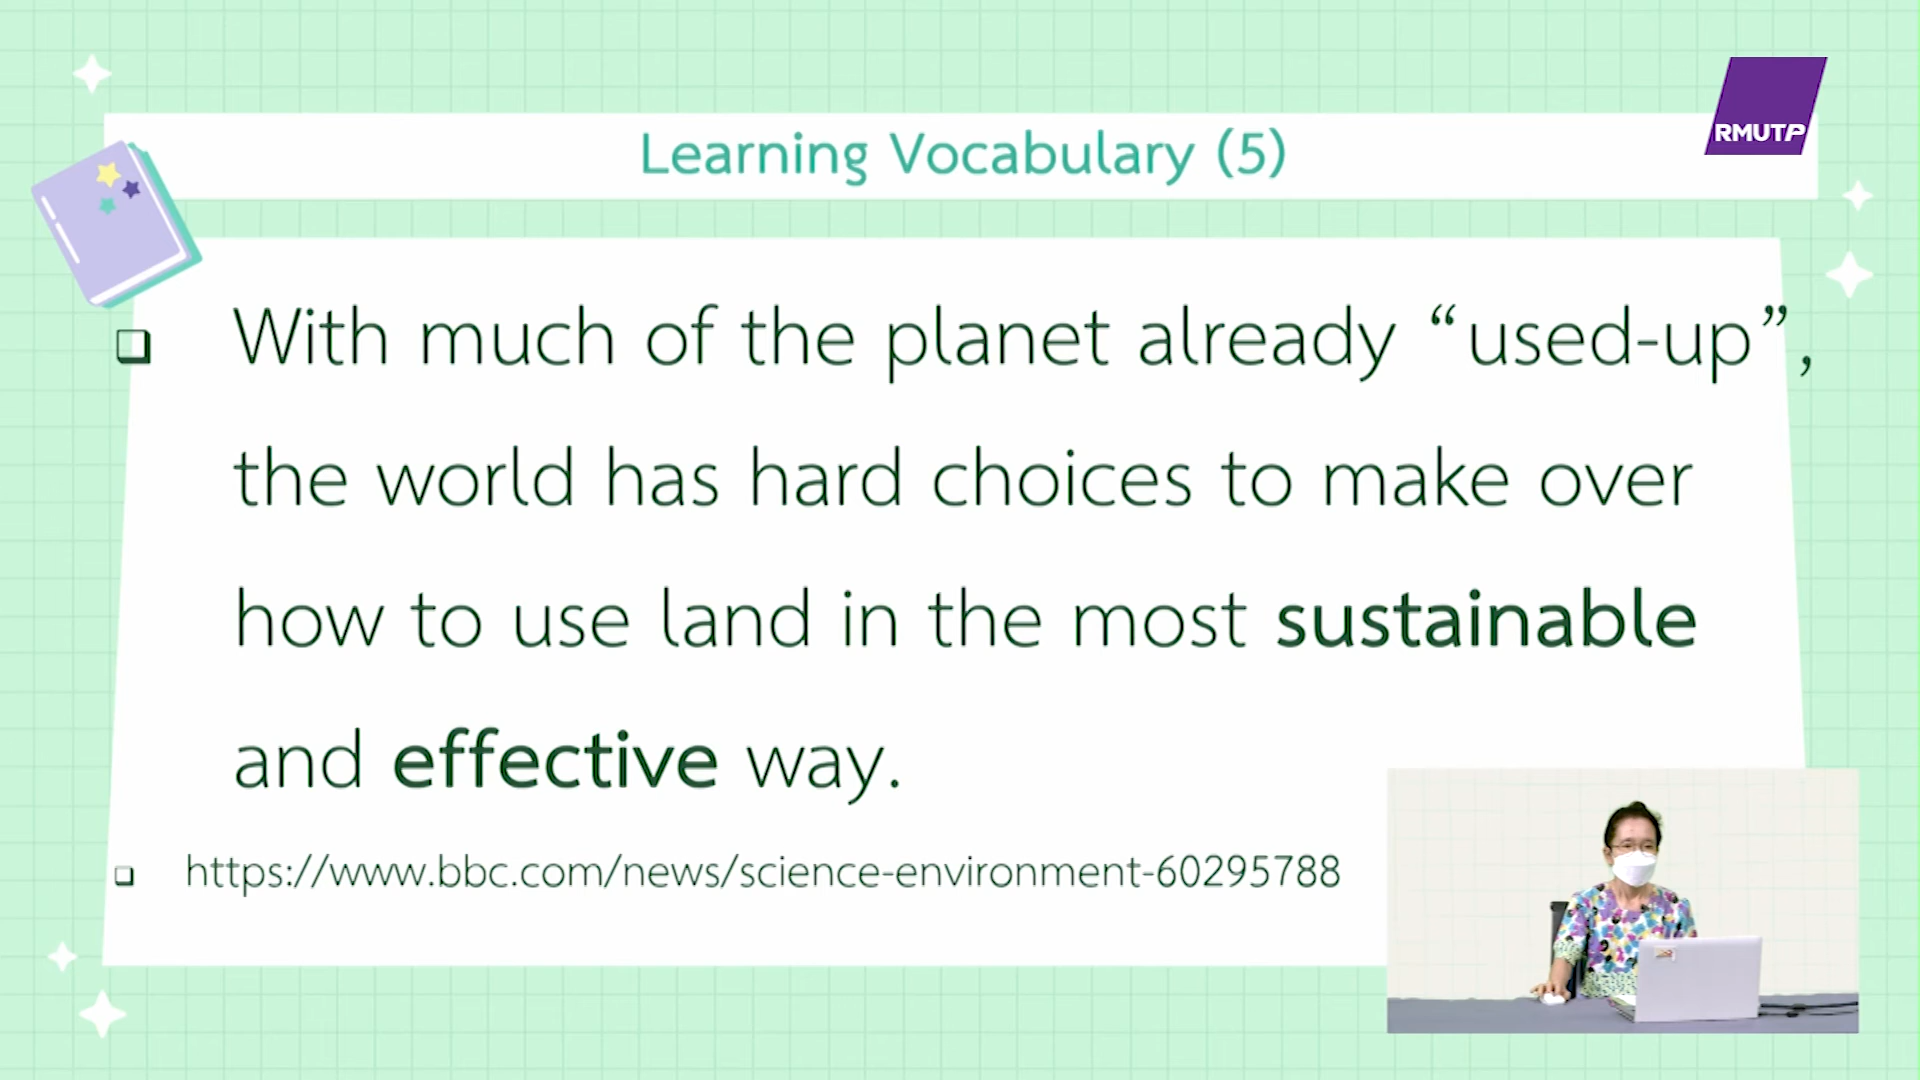 RMUTP
Learning Vocabulary (5)
With much of the planet already “used-up”,
the world has hard choices to make over
how to use land in the most sustainable
and effective way.
https://www.bbc.com/news/science-environment-60295788